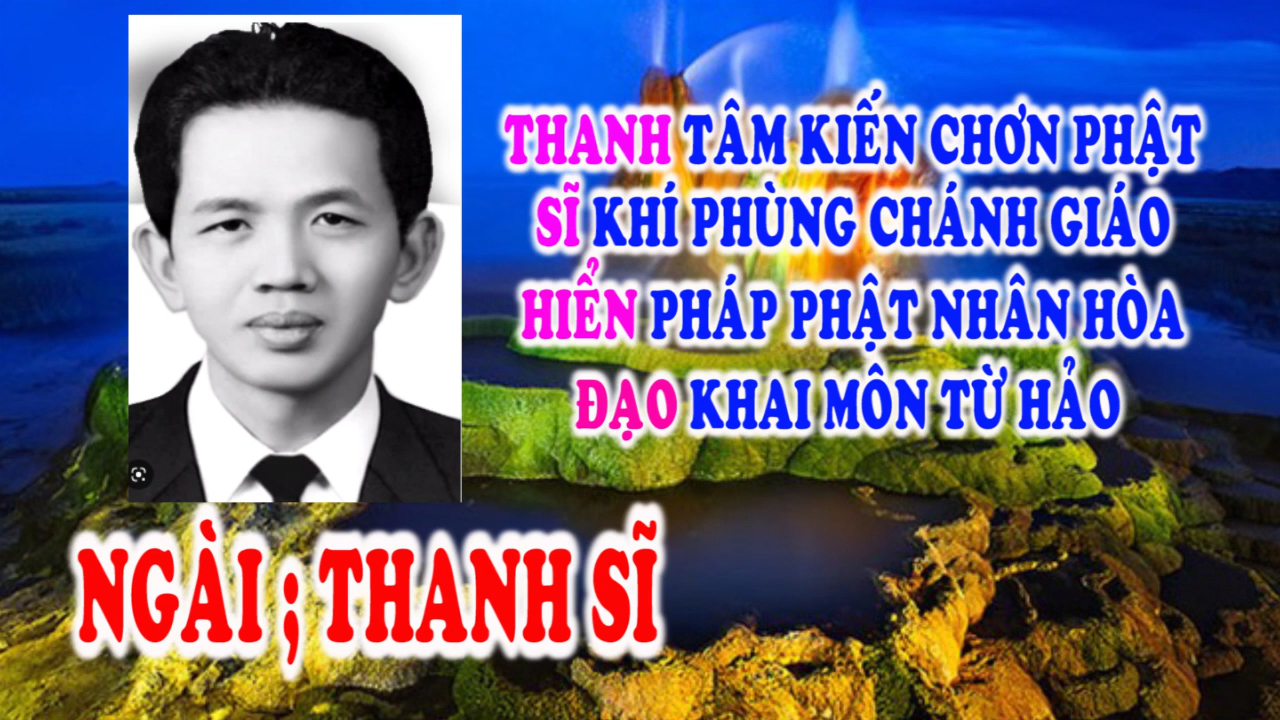 THANH TÂM KIẾN CHƠN PHẬT
SĨ KHÍ PHÙNG CHÁNH GIÁO
HIỂN PHÁP PHẬT NHÂN HÒA
ĐẠO KHAI MÔN TỪ HẢO
NGÀI ; THANH SĨ